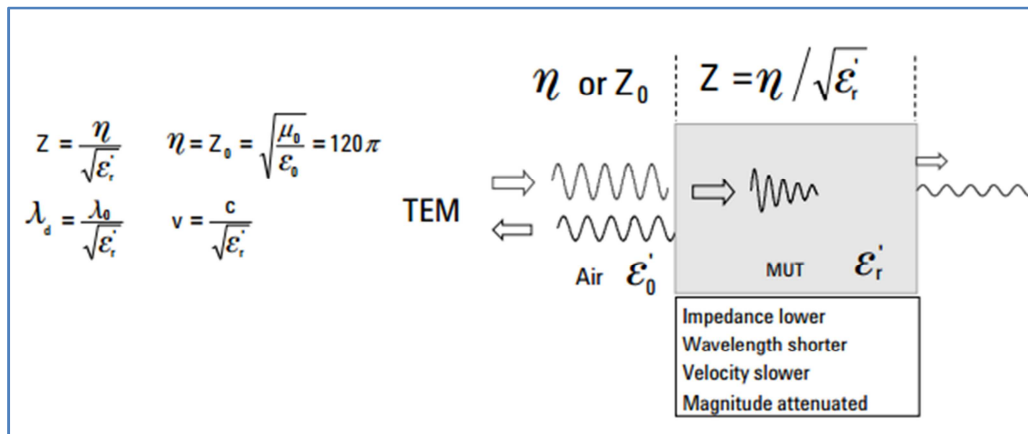 η or Z₀
Z = η / √ε'ᵣ
Z = η / √ε'ᵣ
η = Z₀ = √(μ₀ / ε₀) = 120π
λ_d = λ₀ / √ε'ᵣ
v = c / √ε'ᵣ
TEM
Air ε'₀
MUT ε'ᵣ
Impedance lower
Wavelength shorter
Velocity slower
Magnitude attenuated